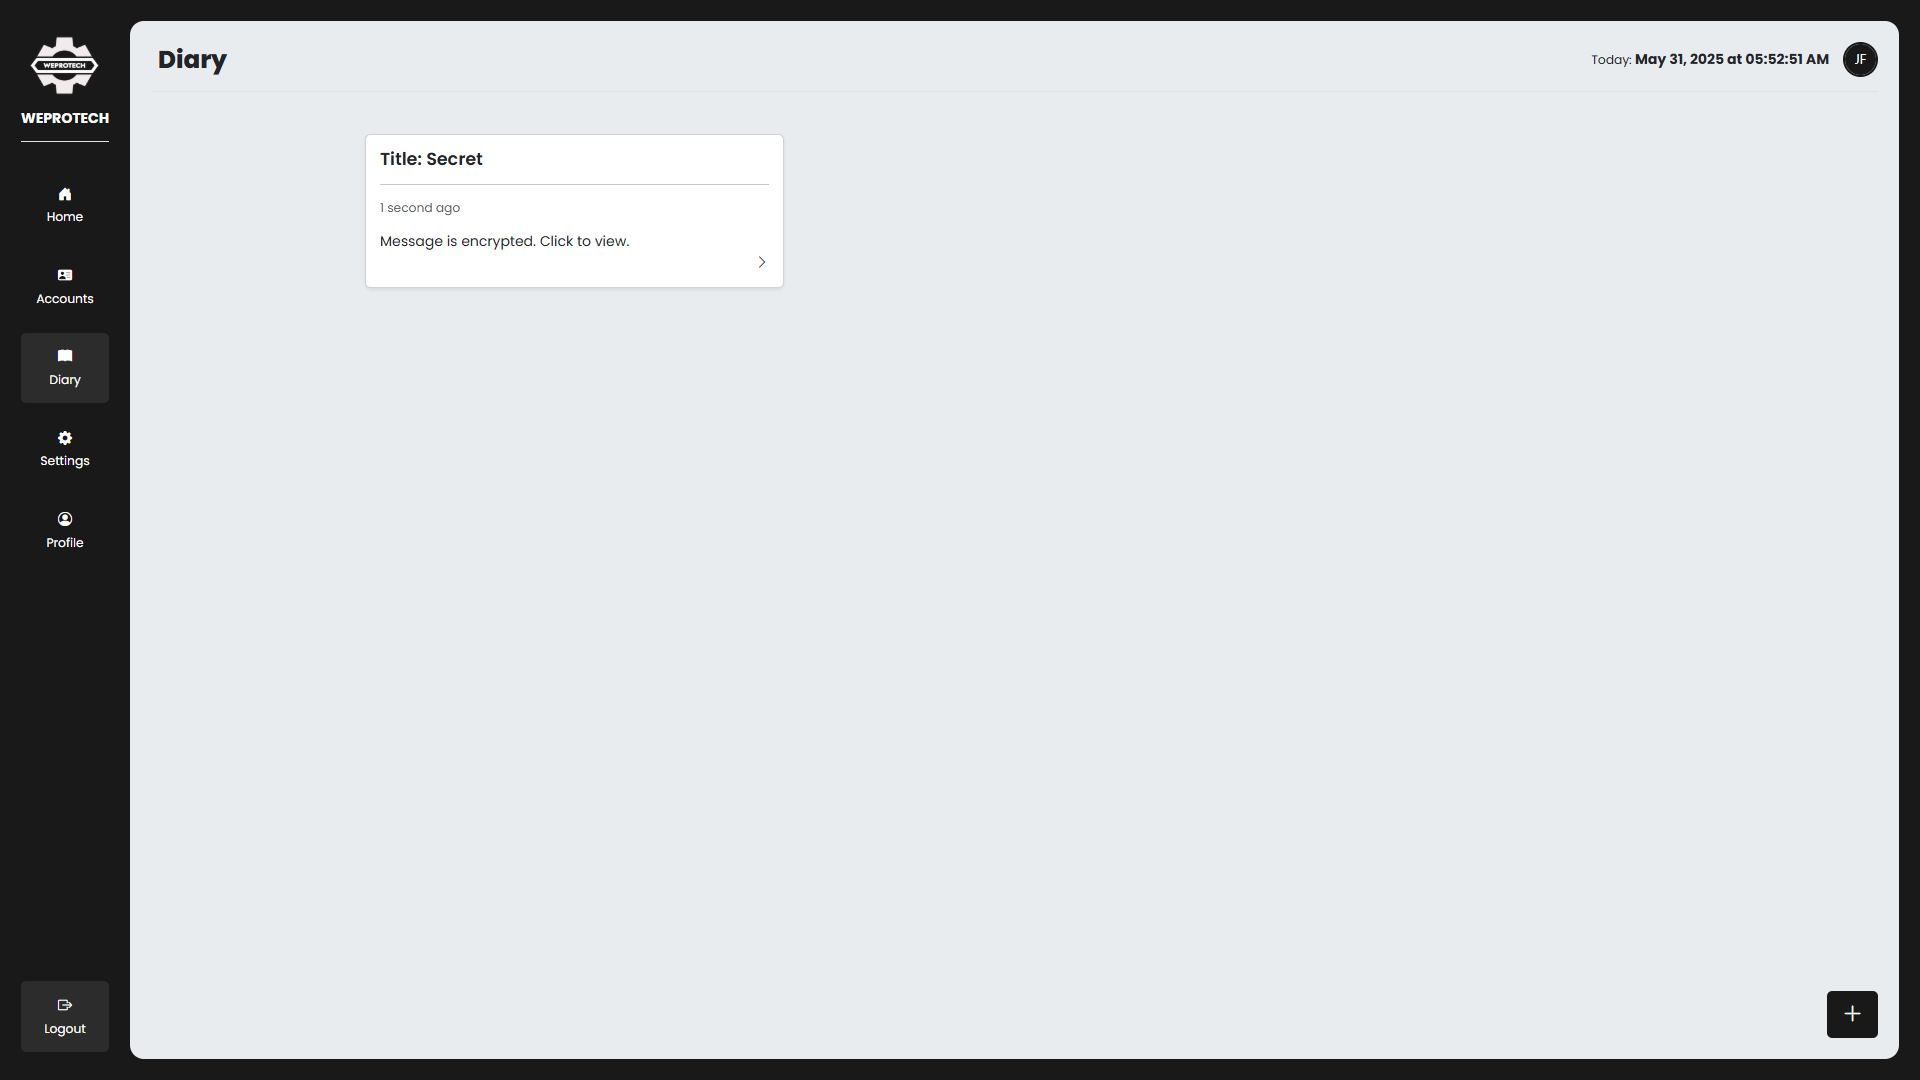 WEPROTECH
WEPROTECH
Home
Accounts
Diary
Settings
Profile
Logout
Diary
Today: May 31, 2025 at 05:52:51 AM
JF
Title: Secret
1 second ago
Message is encrypted. Click to view.